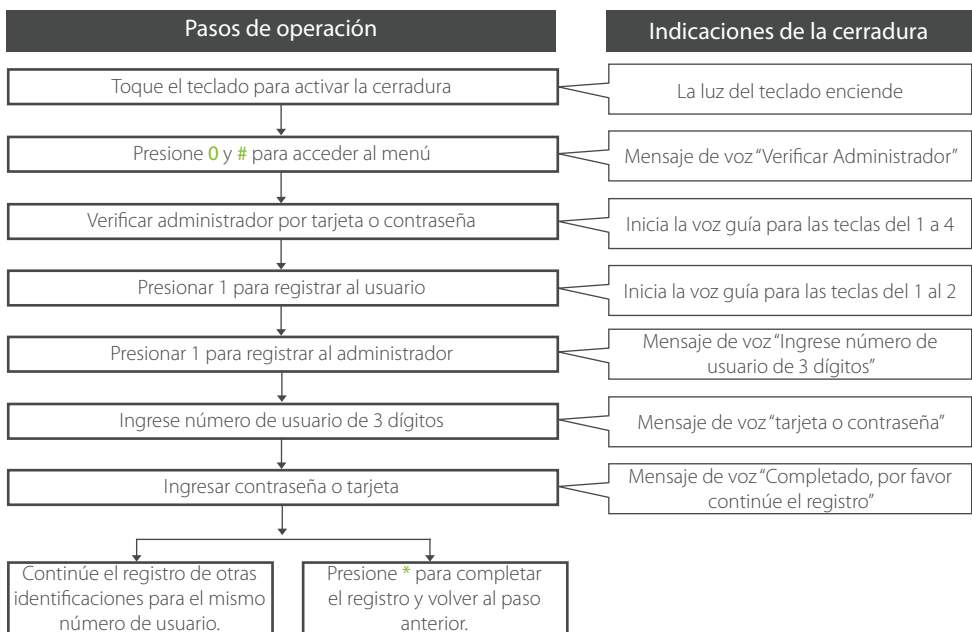 Pasos de operación
Indicaciones de la cerradura
Toque el teclado para activar la cerradura
La luz del teclado enciende
Presione 0 y # para acceder al menú
Mensaje de voz “Verificar Administrador”
Verificar administrador por tarjeta o contraseña
Inicia la voz guía para las teclas del 1 a 4
Presionar 1 para registrar al usuario
Inicia la voz guía para las teclas del 1 al 2
Presionar 1 para registrar al administrador
Mensaje de voz “Ingrese número de
usuario de 3 dígitos”
Ingrese número de usuario de 3 dígitos
Mensaje de voz “tarjeta o contraseña”
Ingresar contraseña o tarjeta
Mensaje de voz “Completado, por favor
continúe el registro”
Continúe el registro de otras
identificaciones para el mismo
número de usuario.
Presione * para completar
el registro y volver al paso
anterior.